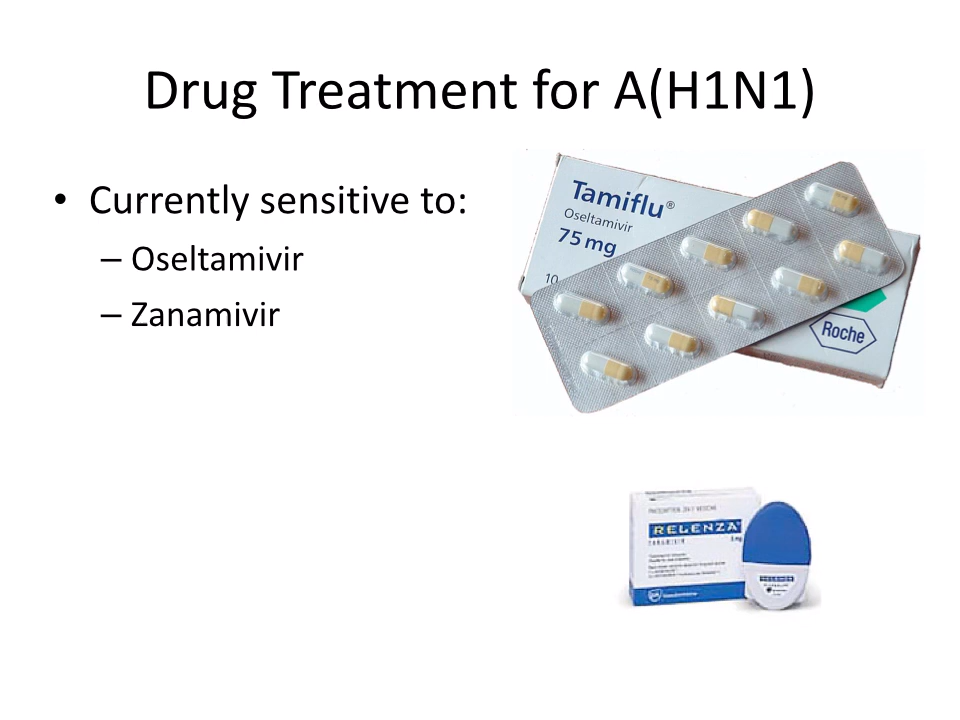 Drug Treatment for A(H1N1)
• Currently sensitive to:
– Oseltamivir
– Zanamivir
Tamiflu®
Oseltamivir
75 mg
10
Roche
RELENZA